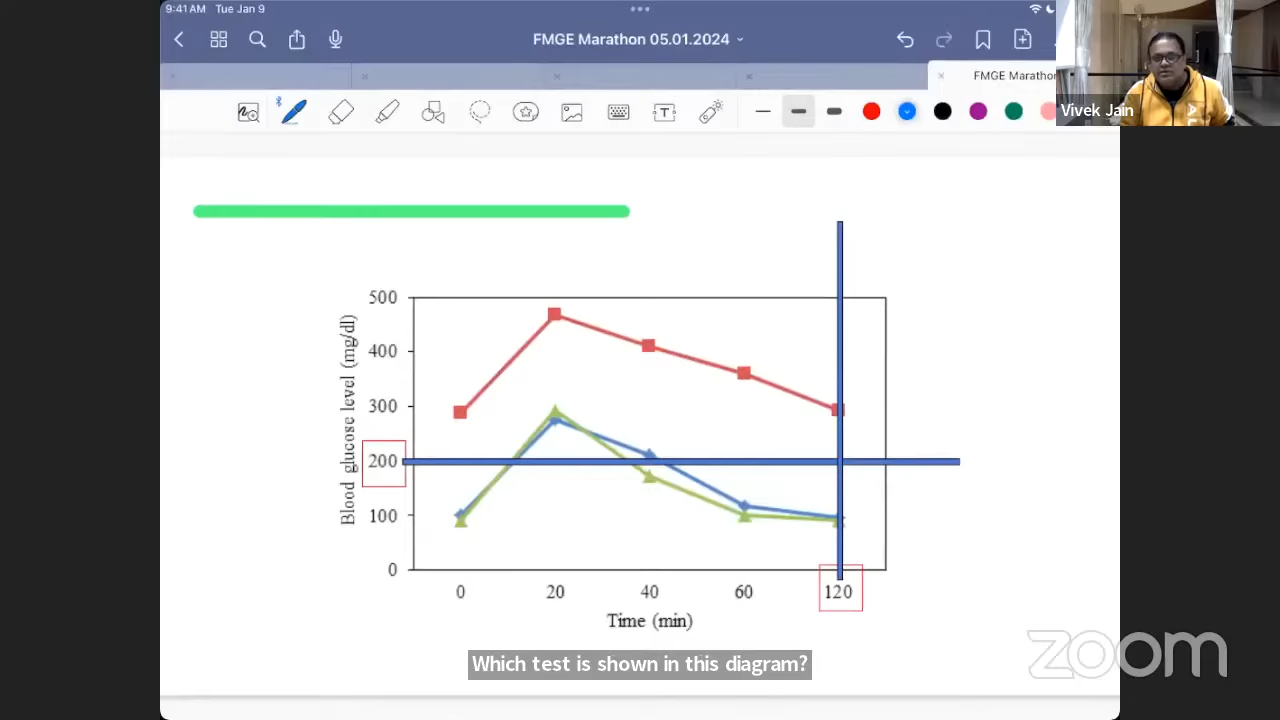 9:41 AM Tue Jan 9
FMGE Marathon 05.01.2024
FMGE Marathon
T
Vivek Jain
500
400
300
200
100
0
Blood glucose level (mg/dl)
0 20 40 60 120
Time (min)
Which test is shown in this diagram?
zoom